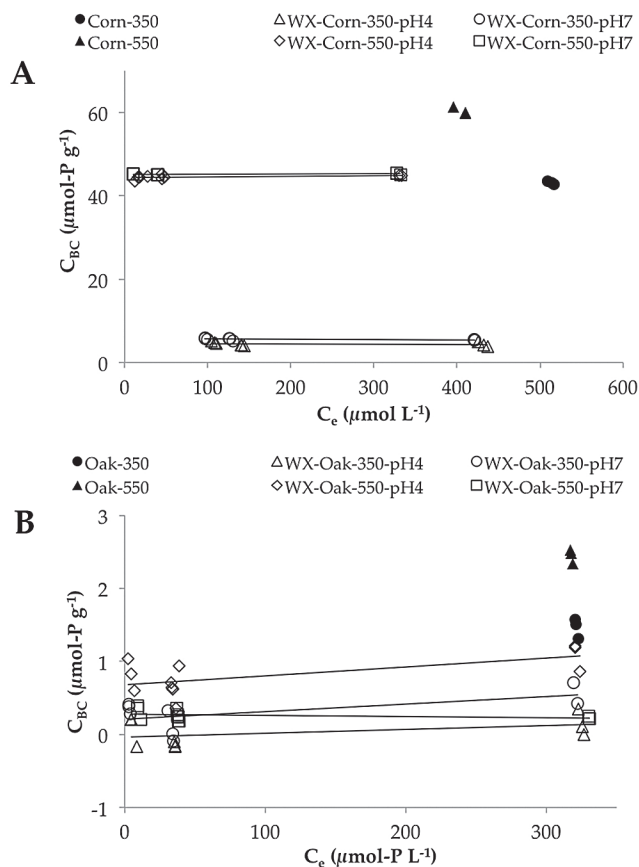 ●Corn-350 △WX-Corn-350-pH4 ○WX-Corn-350-pH7
▲Corn-550 ◇WX-Corn-550-pH4 □WX-Corn-550-pH7
A
80
60
40
20
0
C_BC (µmol-P g⁻¹)
0 100 200 300 400 500 600
C_e (µmol L⁻¹)
●Oak-350 △WX-Oak-350-pH4 ○WX-Oak-350-pH7
▲Oak-550 ◇WX-Oak-550-pH4 □WX-Oak-550-pH7
B
3
2
1
0
-1
C_BC (µmol-P g⁻¹)
0 100 200 300
C_e (µmol-P L⁻¹)